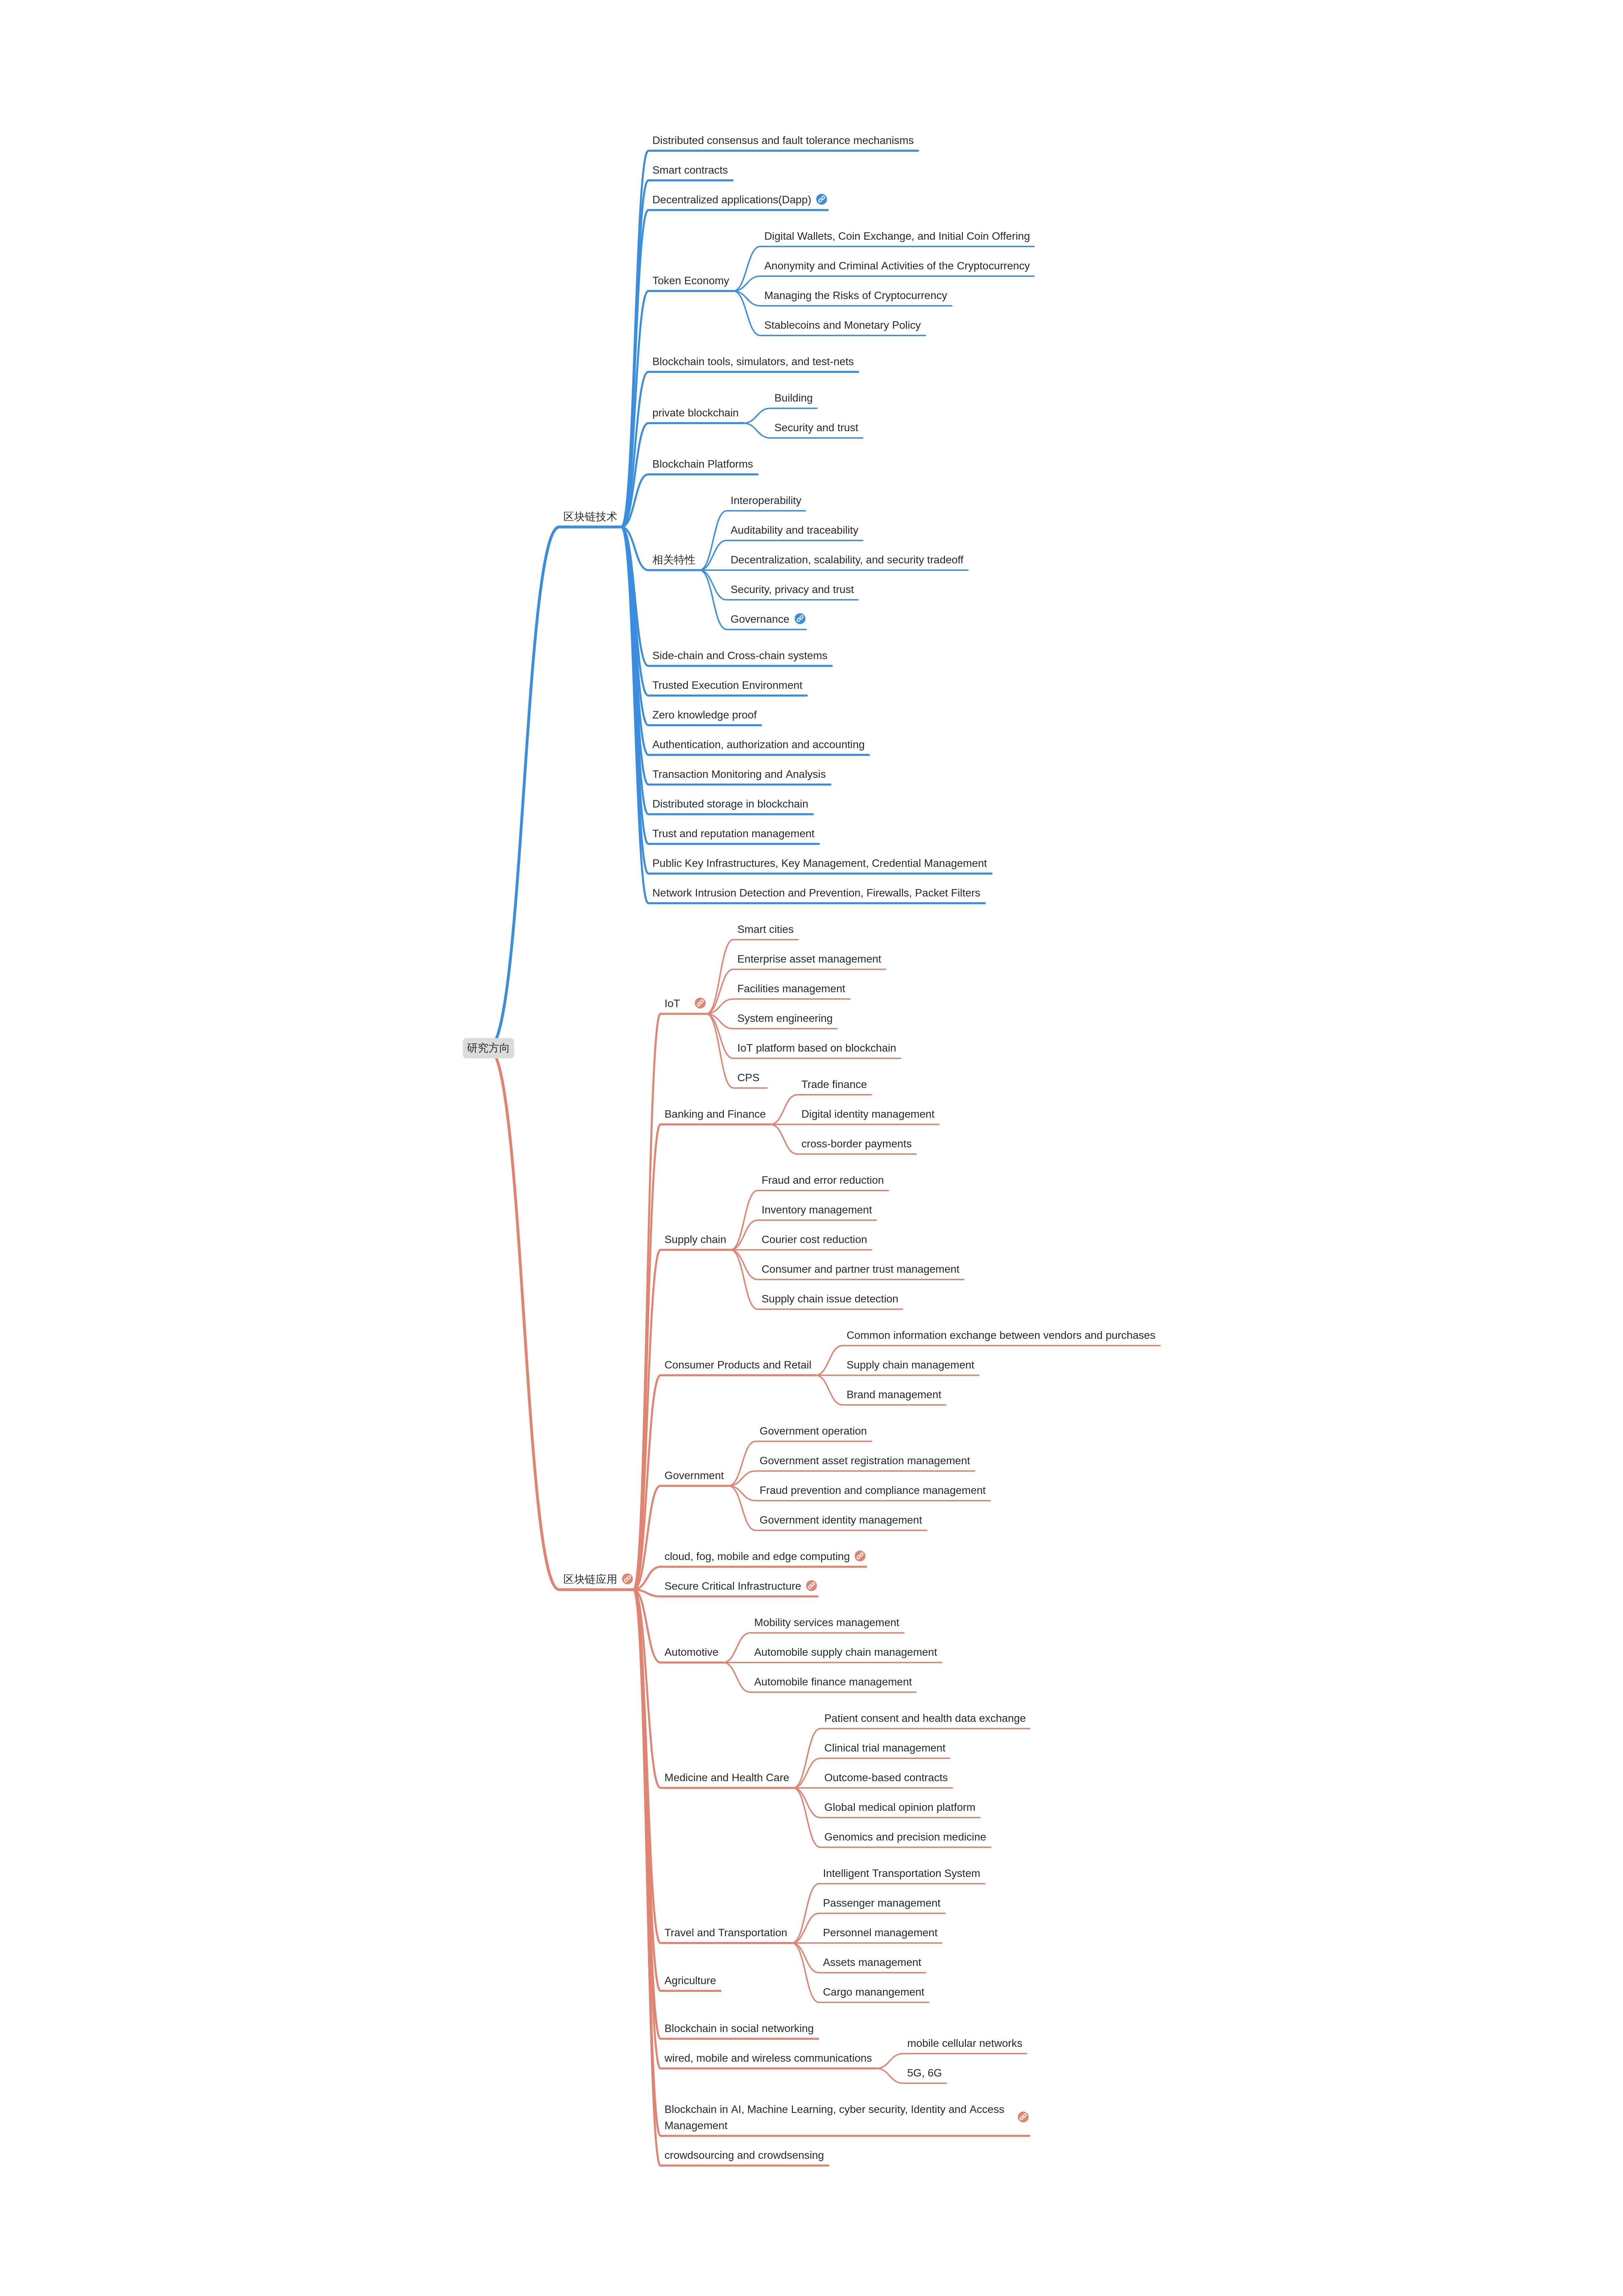 研究方向
区块链技术
Distributed consensus and fault tolerance mechanisms
Smart contracts
Decentralized applications(Dapp)
Token Economy
Digital Wallets, Coin Exchange, and Initial Coin Offering
Anonymity and Criminal Activities of the Cryptocurrency
Managing the Risks of Cryptocurrency
Stablecoins and Monetary Policy
Blockchain tools, simulators, and test-nets
private blockchain
Building
Security and trust
Blockchain Platforms
相关特性
Interoperability
Auditability and traceability
Decentralization, scalability, and security tradeoff
Security, privacy and trust
Governance
Side-chain and Cross-chain systems
Trusted Execution Environment
Zero knowledge proof
Authentication, authorization and accounting
Transaction Monitoring and Analysis
Distributed storage in blockchain
Trust and reputation management
Public Key Infrastructures, Key Management, Credential Management
Network Intrusion Detection and Prevention, Firewalls, Packet Filters
区块链应用
IoT
Smart cities
Enterprise asset management
Facilities management
System engineering
IoT platform based on blockchain
CPS
Banking and Finance
Trade finance
Digital identity management
cross-border payments
Supply chain
Fraud and error reduction
Inventory management
Courier cost reduction
Consumer and partner trust management
Supply chain issue detection
Consumer Products and Retail
Common information exchange between vendors and purchases
Supply chain management
Brand management
Government
Government operation
Government asset registration management
Fraud prevention and compliance management
Government identity management
cloud, fog, mobile and edge computing
Secure Critical Infrastructure
Automotive
Mobility services management
Automobile supply chain management
Automobile finance management
Medicine and Health Care
Patient consent and health data exchange
Clinical trial management
Outcome-based contracts
Global medical opinion platform
Genomics and precision medicine
Travel and Transportation
Intelligent Transportation System
Passenger management
Personnel management
Assets management
Cargo manangement
Agriculture
Blockchain in social networking
wired, mobile and wireless communications
mobile cellular networks
5G, 6G
Blockchain in AI, Machine Learning, cyber security, Identity and Access
Management
crowdsourcing and crowdsensing